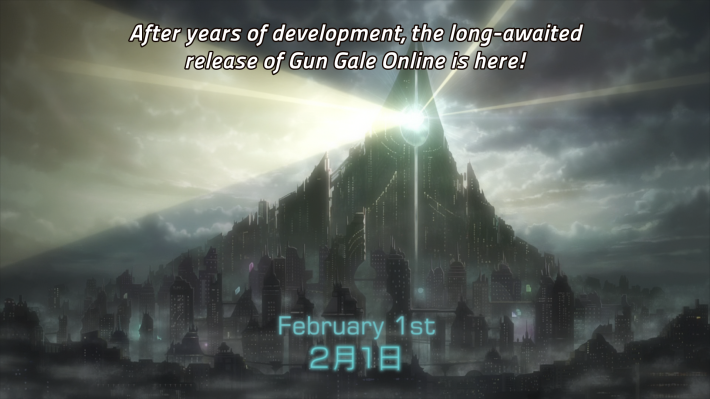 After years of development, the long-awaited
release of Gun Gale Online is here!
February 1st
2月1日